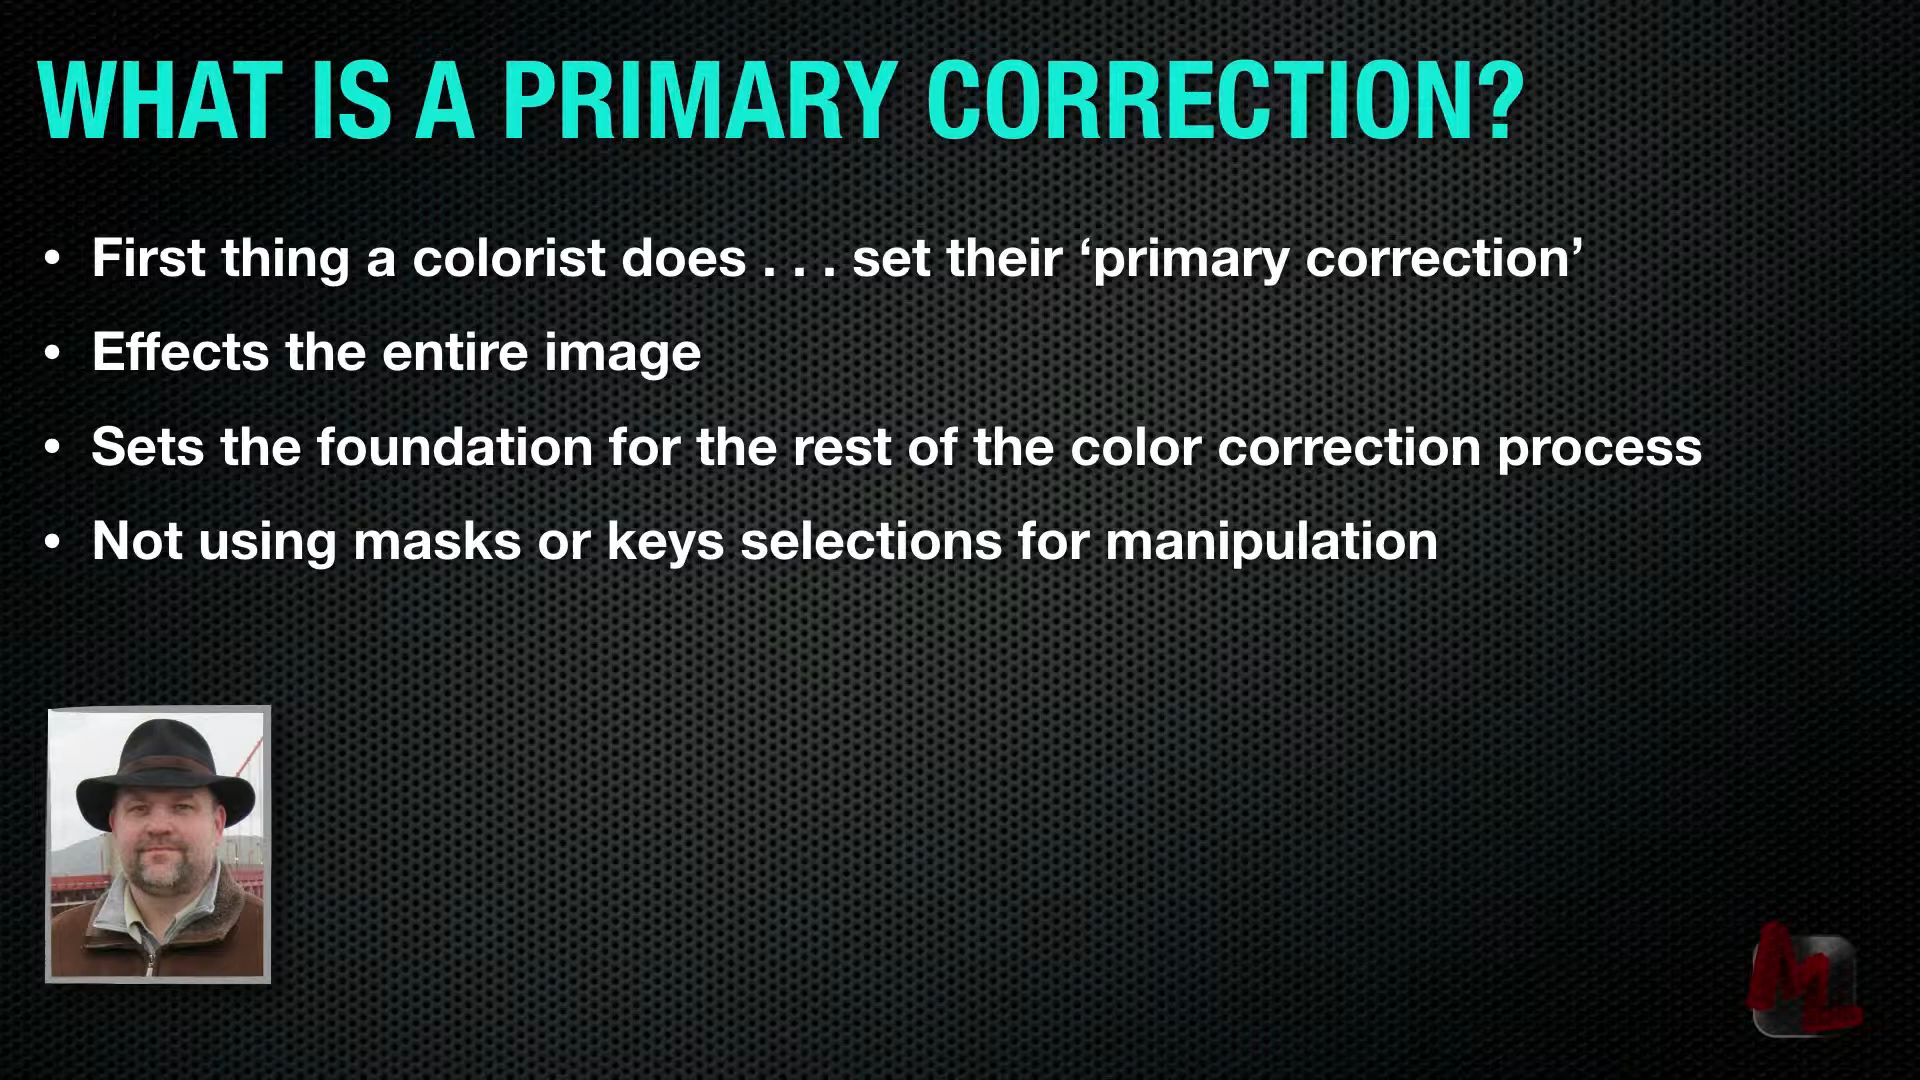 WHAT IS A PRIMARY CORRECTION?
• First thing a colorist does . . . set their ‘primary correction’
• Effects the entire image
• Sets the foundation for the rest of the color correction process
• Not using masks or keys selections for manipulation